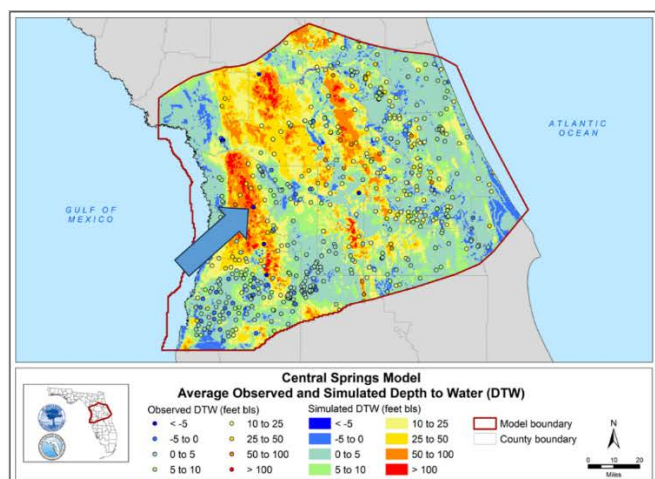 GULF OF
MEXICO
ATLANTIC
OCEAN
Central Springs Model
Average Observed and Simulated Depth to Water (DTW)
Observed DTW (feet bls)
< -5
-5 to 0
0 to 5
5 to 10
10 to 25
25 to 50
50 to 100
> 100
Simulated DTW (feet bls)
< -5
-5 to 0
0 to 5
5 to 10
10 to 25
25 to 50
50 to 100
> 100
Model boundary
County boundary
N
0 5 10 20
Miles